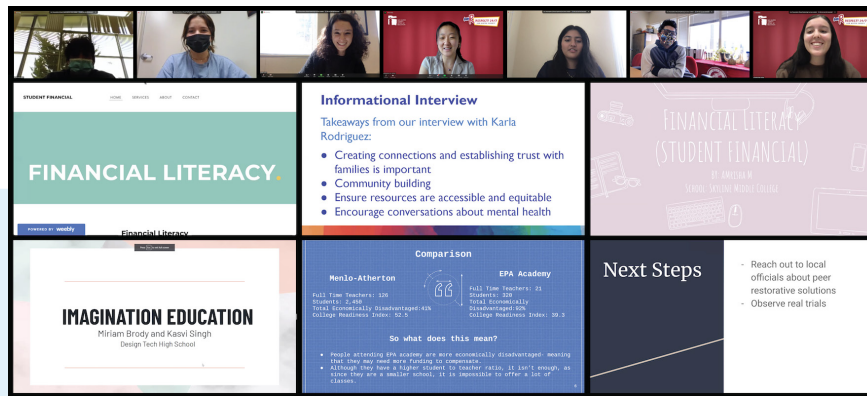 STUDENT FINANCIAL
HOME SERVICES ABOUT CONTACT
FINANCIAL LITERACY.
POWERED BY weebly
Financial Literacy
Informational Interview
Takeaways from our interview with Karla
Rodriguez:
● Creating connections and establishing trust with
families is important
● Community building
● Ensure resources are accessible and equitable
● Encourage conversations about mental health
FINANCIAL LITERACY
(STUDENT FINANCIAL)
SCHOOL: SKYLINE MIDDLE COLLEGE
IMAGINATION EDUCATION
Miriam Brody and Kasvi Singh
Design Tech High School
Comparison
Menlo-Atherton
Full Time Teachers: 126
Students: 2,460
Total Economically Disadvantaged:41%
College Readiness Index: 52.5
EPA Academy
Full Time Teachers: 21
Students: 328
Total Economically
Disadvantaged:92%
College Readiness Index: 39.3
So what does this mean?
● People attending EPA academy are more economically disadvantaged- meaning
that they may need more funding to compensate.
● Although they have a higher student to teacher ratio, it isn't enough, as
since they are a smaller school, it is impossible to offer a lot of
classes.
Next Steps
- Reach out to local
officials about peer
restorative solutions
- Observe real trials